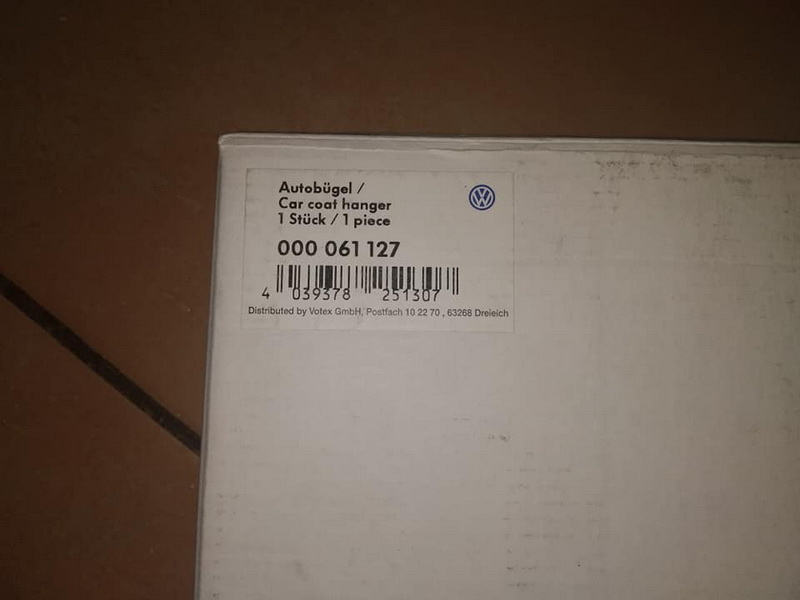 Autobügel /
Car coat hanger
1 Stück / 1 piece
000 061 127
4 039378 251307
Distributed by Votex GmbH, Postfach 10 22 70 , 63268 Dreieich